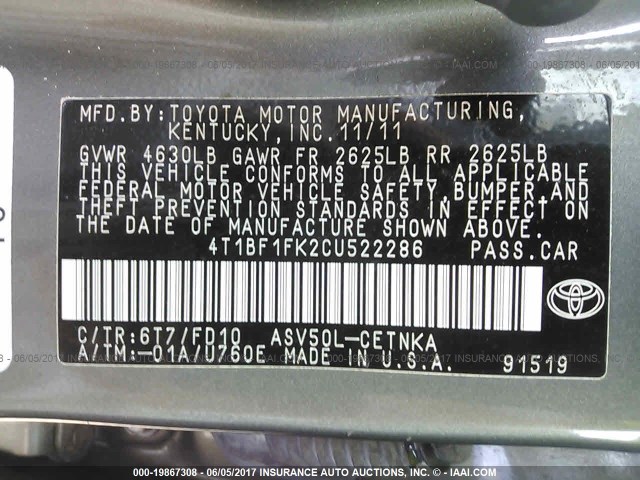 MFD.BY: TOYOTA MOTOR MANUFACTURING,
KENTUCKY, INC. 11/11
GVWR 4630LB GAWR FR 2625LB RR 2625LB
THIS VEHICLE CONFORMS TO ALL APPLICABLE
FEDERAL MOTOR VEHICLE SAFETY, BUMPER, AND
THEFT PREVENTION STANDARDS IN EFFECT ON
THE DATE OF MANUFACTURE SHOWN ABOVE.
4T1BF1FK2CU522286 PASS.CAR
C/TR:6T7/FD10 ASV50L-CETNKA
A/TM:-01A/U760E MADE IN U.S.A. 91519
000-19867308 - 06/05/2017 INSURANCE AUTO AUCTIONS, INC. - © - IAAI.COM